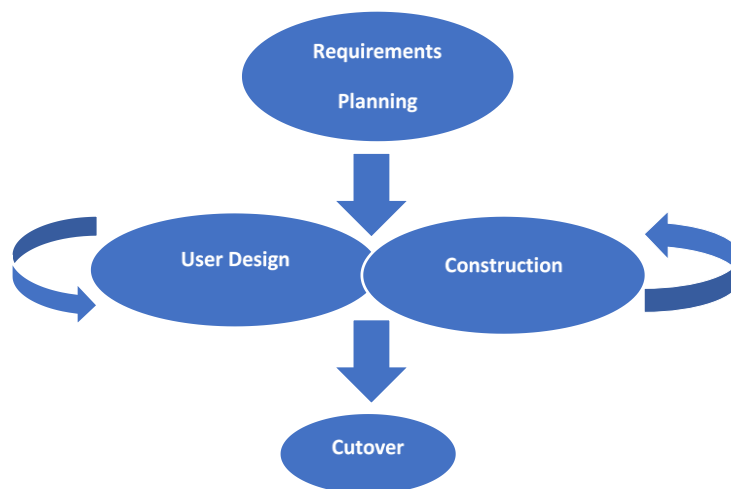 Requirements
Planning
User Design
Construction
Cutover